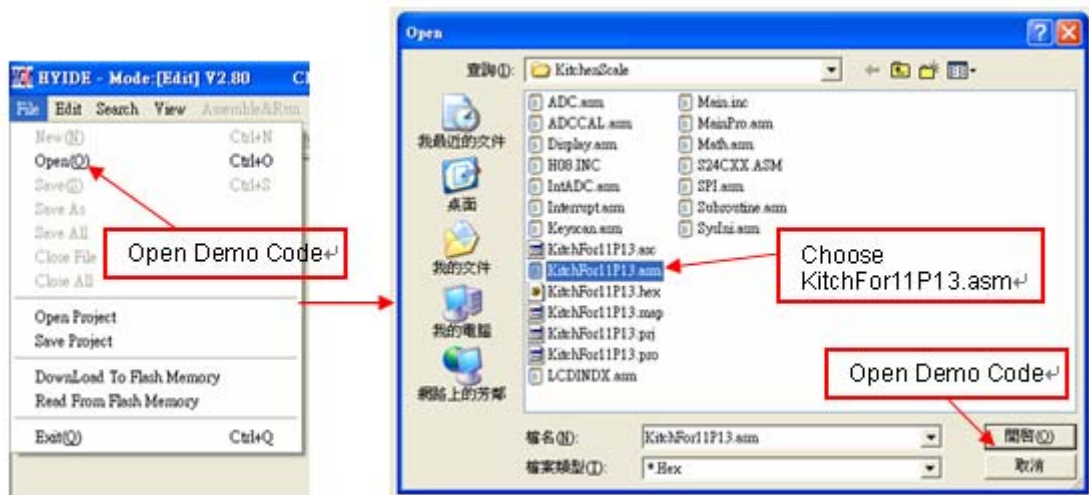 HYIDE - Mode:[Edit] V2.80
File Edit Search View Assemble&Run
New(N) Ctrl+N
Open(O) Ctrl+O
Save(S) Ctrl+S
Save As
Save All
Close File
Close All
Open Project
Save Project
DownLoad To Flash Memory
Read From Flash Memory
Exit(Q) Ctrl+Q
Open Demo Code↵
Open
查詢(I):
KitchenScale
我最近的文件
桌面
我的文件
我的電腦
網路上的芳鄰
ADC.asm
ADCCAL.asm
Display.asm
H08.INC
IntADC.asm
Interrupt.asm
Keyscan.asm
KitchFor11P13.asc
KitchFor11P13.asm
KitchFor11P13.hex
KitchFor11P13.map
KitchFor11P13.prj
KitchFor11P13.pro
LCDINDX.asm
Main.inc
MainPro.asm
Math.asm
S24CXX.ASM
SPI.asm
Subroutine.asm
SysIni.asm
Choose
KitchFor11P13.asm↵
Open Demo Code↵
檔名(N):
KitchFor11P13.asm
開啓(O)
檔案類型(T):
*.Hex
取消